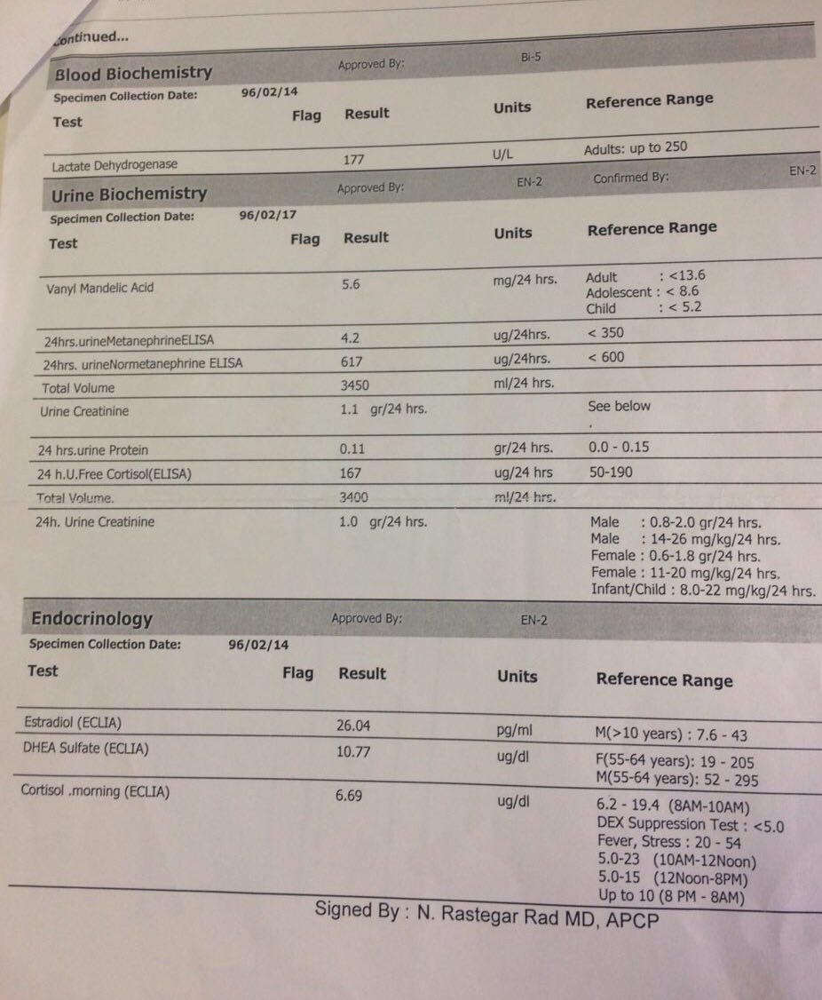 continued...
Blood Biochemistry Approved By: Bi-5
Specimen Collection Date: 96/02/14
Test Flag Result Units Reference Range
Lactate Dehydrogenase 177 U/L Adults: up to 250
Urine Biochemistry Approved By: EN-2 Confirmed By: EN-2
Specimen Collection Date: 96/02/17
Test Flag Result Units Reference Range
Vanyl Mandelic Acid 5.6 mg/24 hrs. Adult : <13.6
Adolescent : < 8.6
Child : < 5.2
24hrs.urineMetanephrineELISA 4.2 ug/24hrs. < 350
24hrs. urineNormetanephrine ELISA 617 ug/24hrs. < 600
Total Volume 3450 ml/24 hrs.
Urine Creatinine 1.1 gr/24 hrs. See below
.
24 hrs.urine Protein 0.11 gr/24 hrs. 0.0 - 0.15
24 h.U.Free Cortisol(ELISA) 167 ug/24 hrs 50-190
Total Volume. 3400 ml/24 hrs.
24h. Urine Creatinine 1.0 gr/24 hrs. Male : 0.8-2.0 gr/24 hrs.
Male : 14-26 mg/kg/24 hrs.
Female : 0.6-1.8 gr/24 hrs.
Female : 11-20 mg/kg/24 hrs.
Infant/Child : 8.0-22 mg/kg/24 hrs.
Endocrinology Approved By: EN-2
Specimen Collection Date: 96/02/14
Test Flag Result Units Reference Range
Estradiol (ECLIA) 26.04 pg/ml M(>10 years) : 7.6 - 43
DHEA Sulfate (ECLIA) 10.77 ug/dl F(55-64 years): 19 - 205
M(55-64 years): 52 - 295
Cortisol .morning (ECLIA) 6.69 ug/dl 6.2 - 19.4 (8AM-10AM)
DEX Suppression Test : <5.0
Fever, Stress : 20 - 54
5.0-23 (10AM-12Noon)
5.0-15 (12Noon-8PM)
Up to 10 (8 PM - 8AM)
Signed By : N. Rastegar Rad MD, APCP